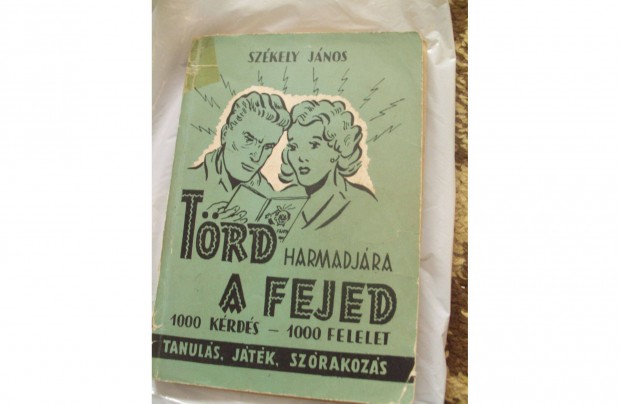 SZÉKELY JÁNOS
TÖRD HARMADJÁRA
A FEJED
1000 KÉRDÉS – 1000 FELELET
TANULÁS, JÁTÉK, SZÓRAKOZÁS